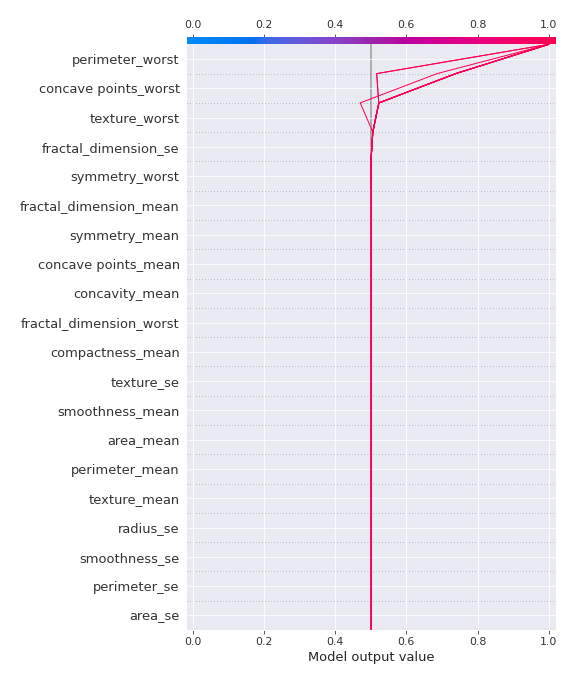 0.0 0.2 0.4 0.6 0.8 1.0
perimeter_worst
concave points_worst
texture_worst
fractal_dimension_se
symmetry_worst
fractal_dimension_mean
symmetry_mean
concave points_mean
concavity_mean
fractal_dimension_worst
compactness_mean
texture_se
smoothness_mean
area_mean
perimeter_mean
texture_mean
radius_se
smoothness_se
perimeter_se
area_se
0.0 0.2 0.4 0.6 0.8 1.0
Model output value